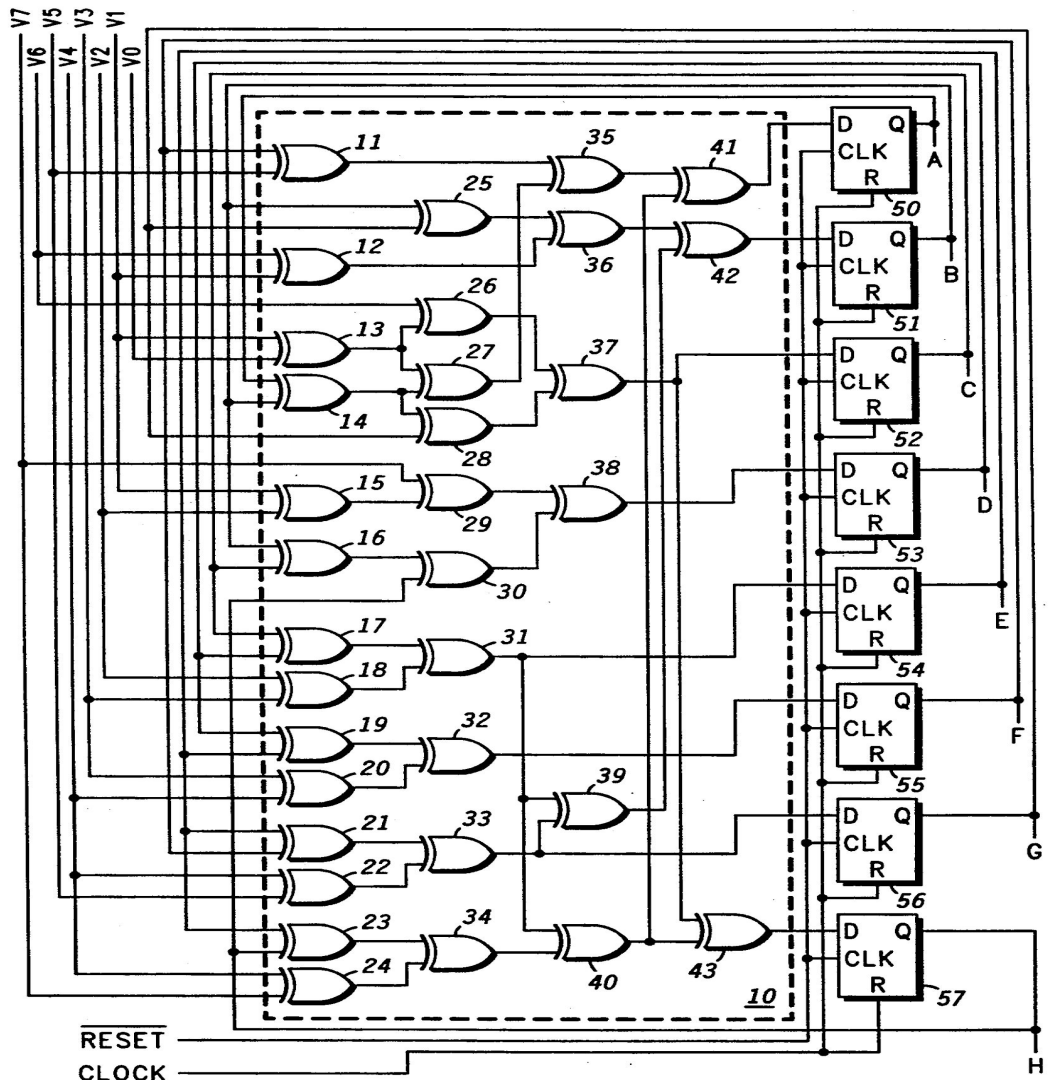 V7 V5 V3 V1
V6 V4 V2 V0
11
35
41
D Q
CLK
R
50
A
25
12
36
42
D Q
CLK
R
51
B
26
13
27
37
14
28
D Q
CLK
R
52
C
15
29
38
16
30
D Q
CLK
R
53
D
17
31
18
D Q
CLK
R
54
E
19
32
20
39
D Q
CLK
R
55
F
21
33
22
D Q
CLK
R
56
G
23
34
24
40
43
10
D Q
CLK
R
57
H
RESET
CLOCK